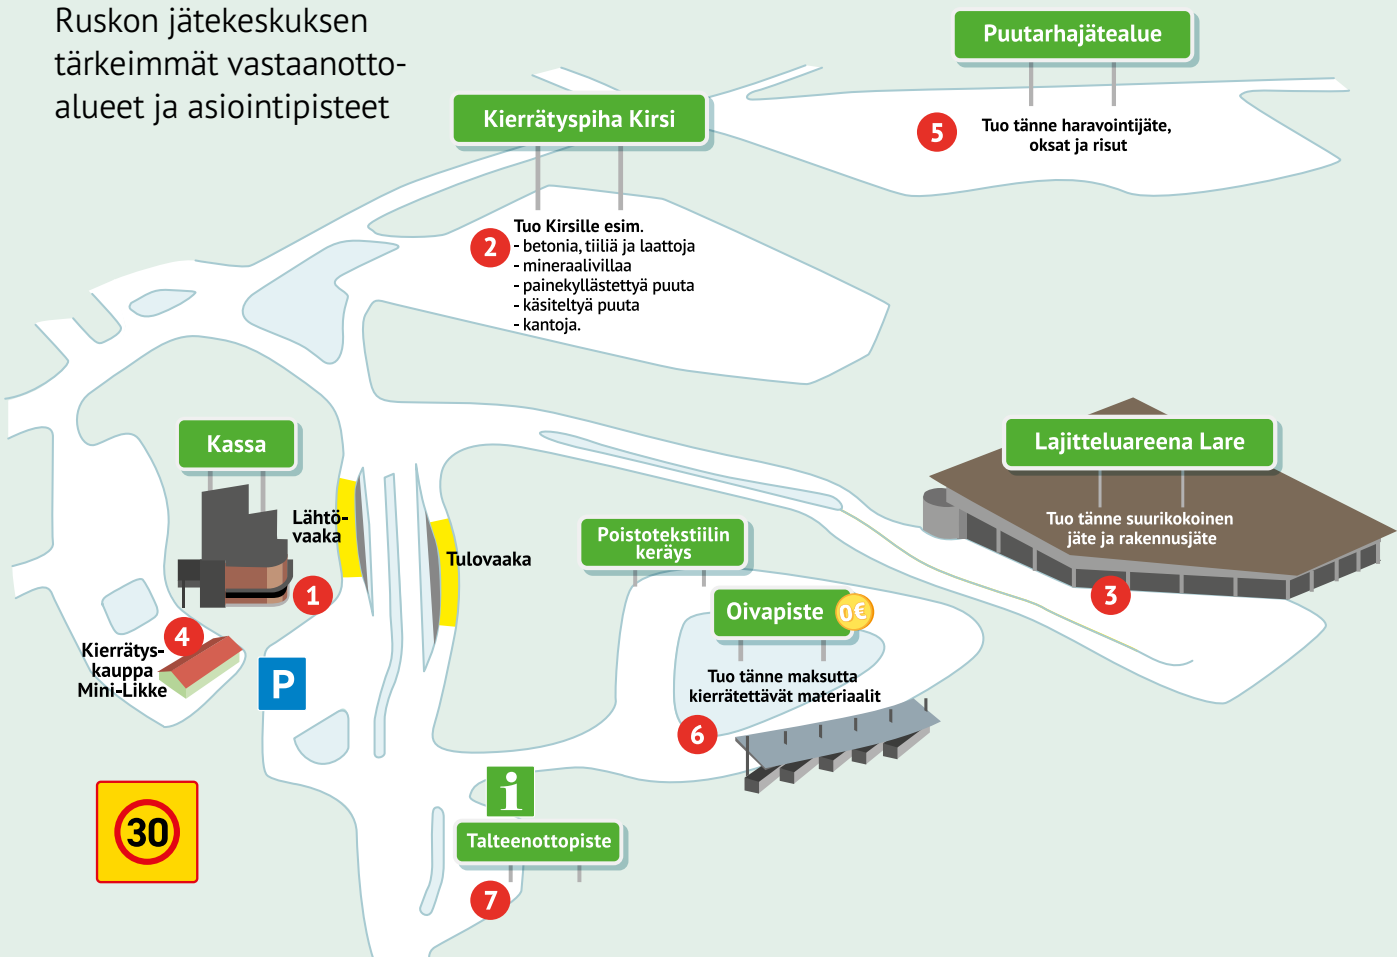 Ruskon jätekeskuksen
tärkeimmät vastaanotto-
alueet ja asiointipisteet
Puutarhajätealue
5
Tuo tänne haravointijäte,
oksat ja risut
Kierrätyspiha Kirsi
2
Tuo Kirsille esim.
- betonia, tiiliä ja laattoja
- mineraalivillaa
- painekyllästettyä puuta
- käsiteltyä puuta
- kantoja.
Kassa
Lähtö-
vaaka
1
Tulovaaka
Lajitteluareena Lare
Tuo tänne suurikokoinen
jäte ja rakennusjäte
3
Poistotekstiilin
keräys
Oivapiste 0€
Tuo tänne maksutta
kierrätettävät materiaalit
6
4
Kierrätys-
kauppa
Mini-Likke
P
30
i
Talteenottopiste
7